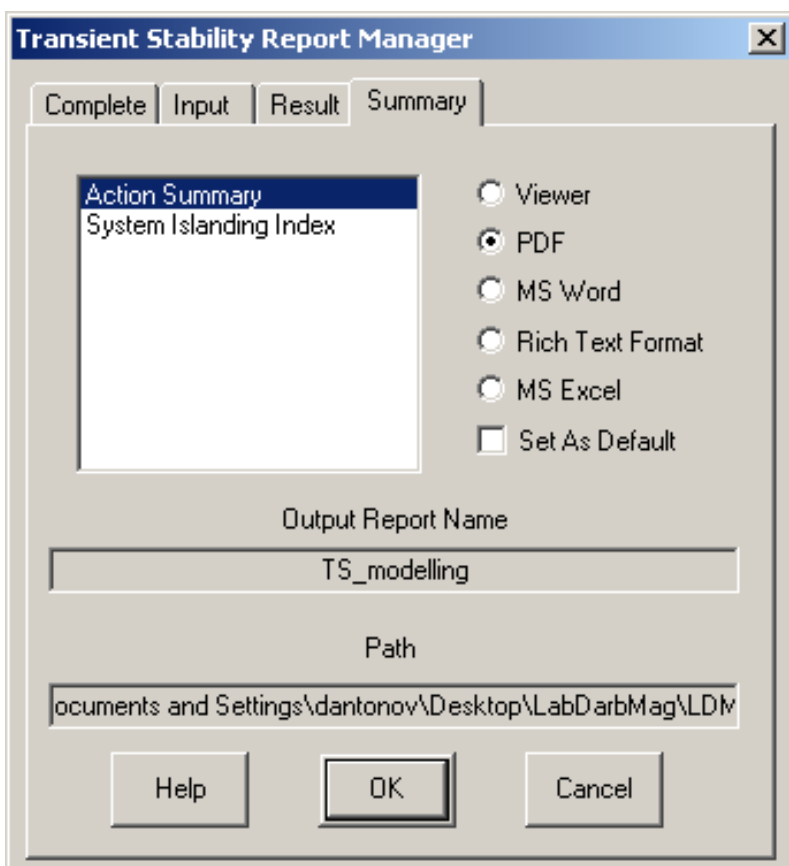 Transient Stability Report Manager
Complete Input Result Summary
Action Summary
System Islanding Index
Viewer
PDF
MS Word
Rich Text Format
MS Excel
Set As Default
Output Report Name
TS_modelling
Path
ocuments and Settings\dantonov\Desktop\LabDarbMag\LDM
Help OK Cancel